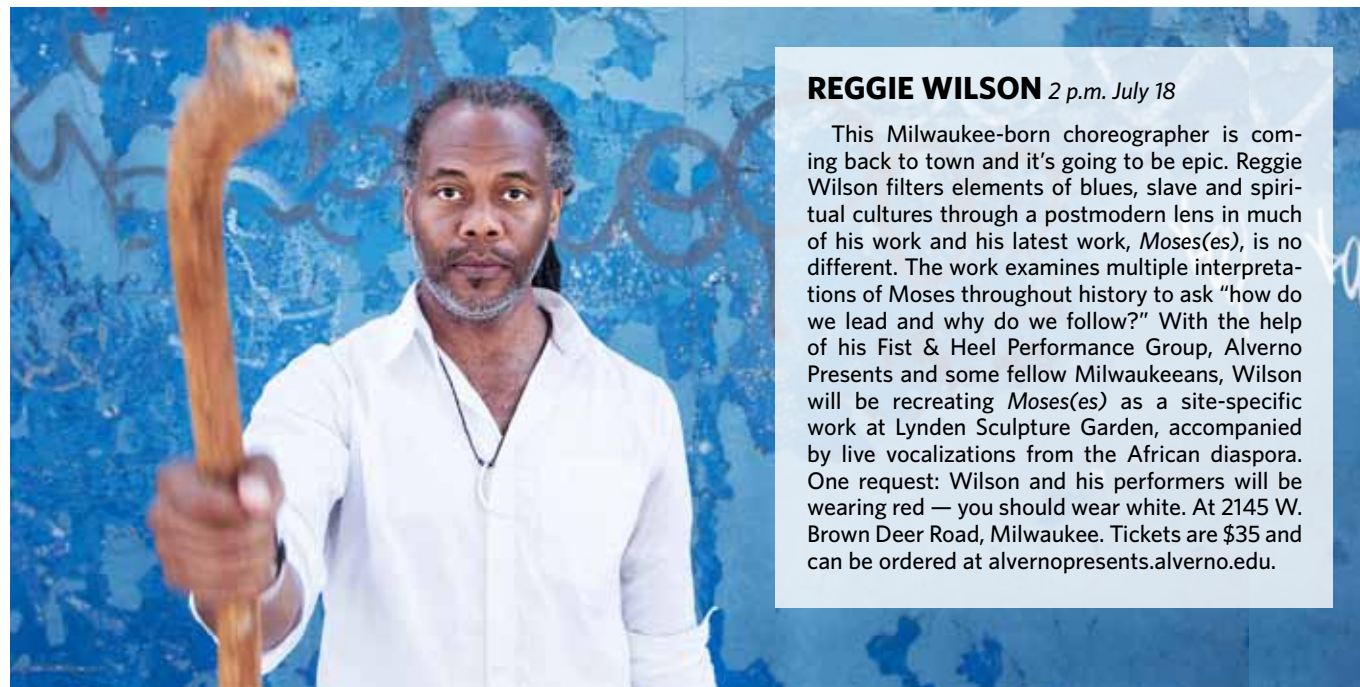 REGGIE WILSON 2 p.m. July 18
This Milwaukee-born choreographer is com-
ing back to town and it’s going to be epic. Reggie
Wilson filters elements of blues, slave and spiri-
tual cultures through a postmodern lens in much
of his work and his latest work, Moses(es), is no
different. The work examines multiple interpreta-
tions of Moses throughout history to ask “how do
we lead and why do we follow?” With the help
of his Fist & Heel Performance Group, Alverno
Presents and some fellow Milwaukeeans, Wilson
will be recreating Moses(es) as a site-specific
work at Lynden Sculpture Garden, accompanied
by live vocalizations from the African diaspora.
One request: Wilson and his performers will be
wearing red — you should wear white. At 2145 W.
Brown Deer Road, Milwaukee. Tickets are $35 and
can be ordered at alvernopresents.alverno.edu.